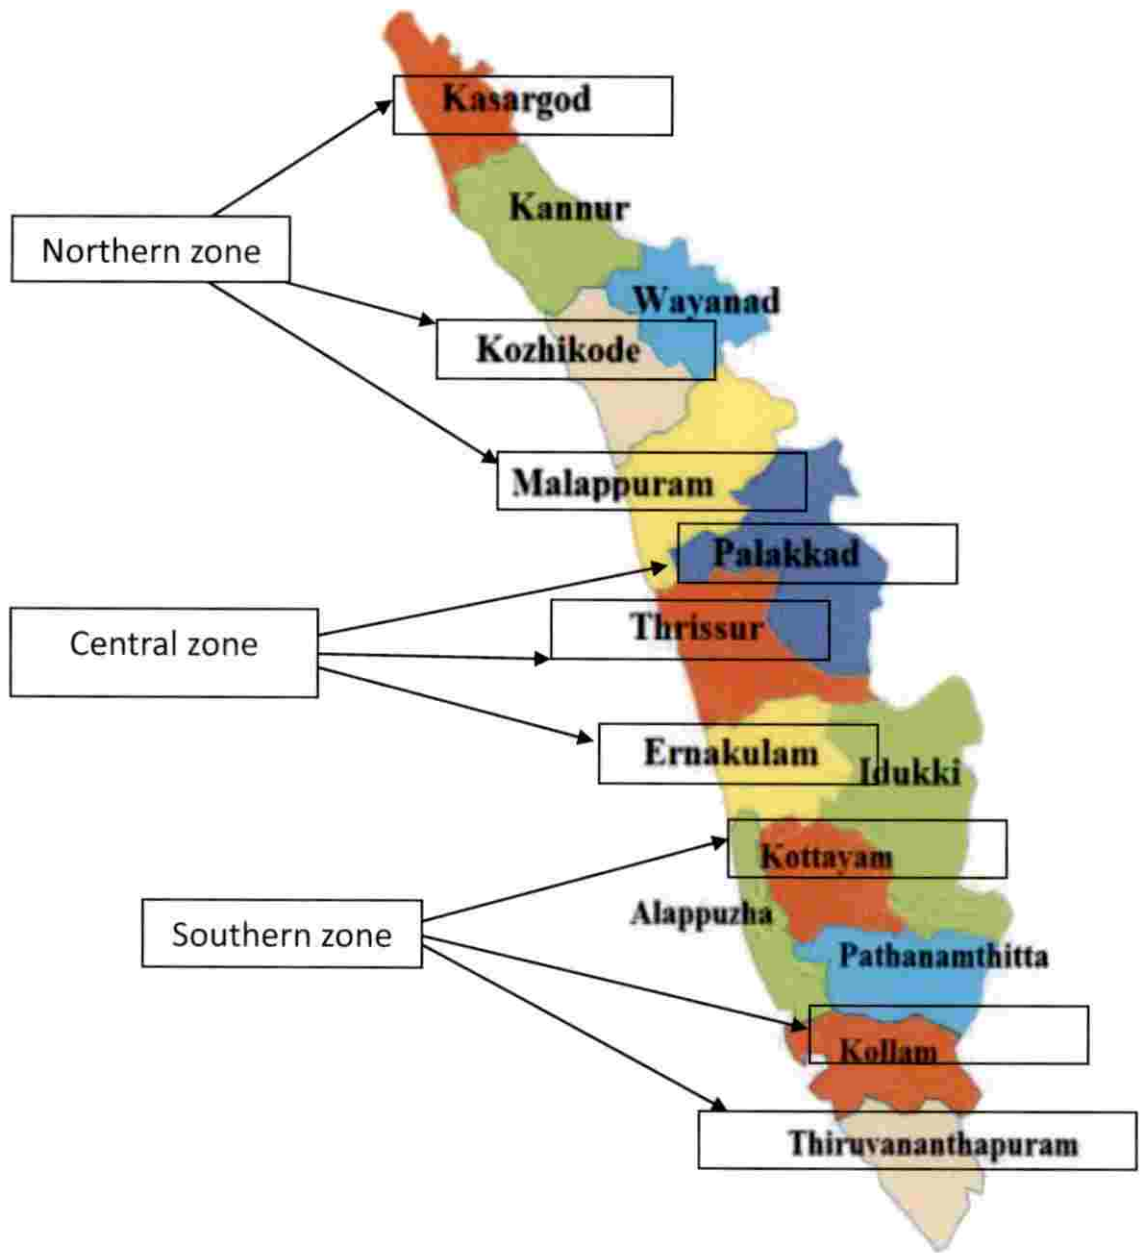 Kasargod
Kannur
Northern zone
Wayanad
Kozhikode
Malappuram
Palakkad
Thrissur
Central zone
Ernakulam
Idukki
Kottayam
Alappuzha
Southern zone
Pathanamthitta
Kollam
Thiruvananthapuram